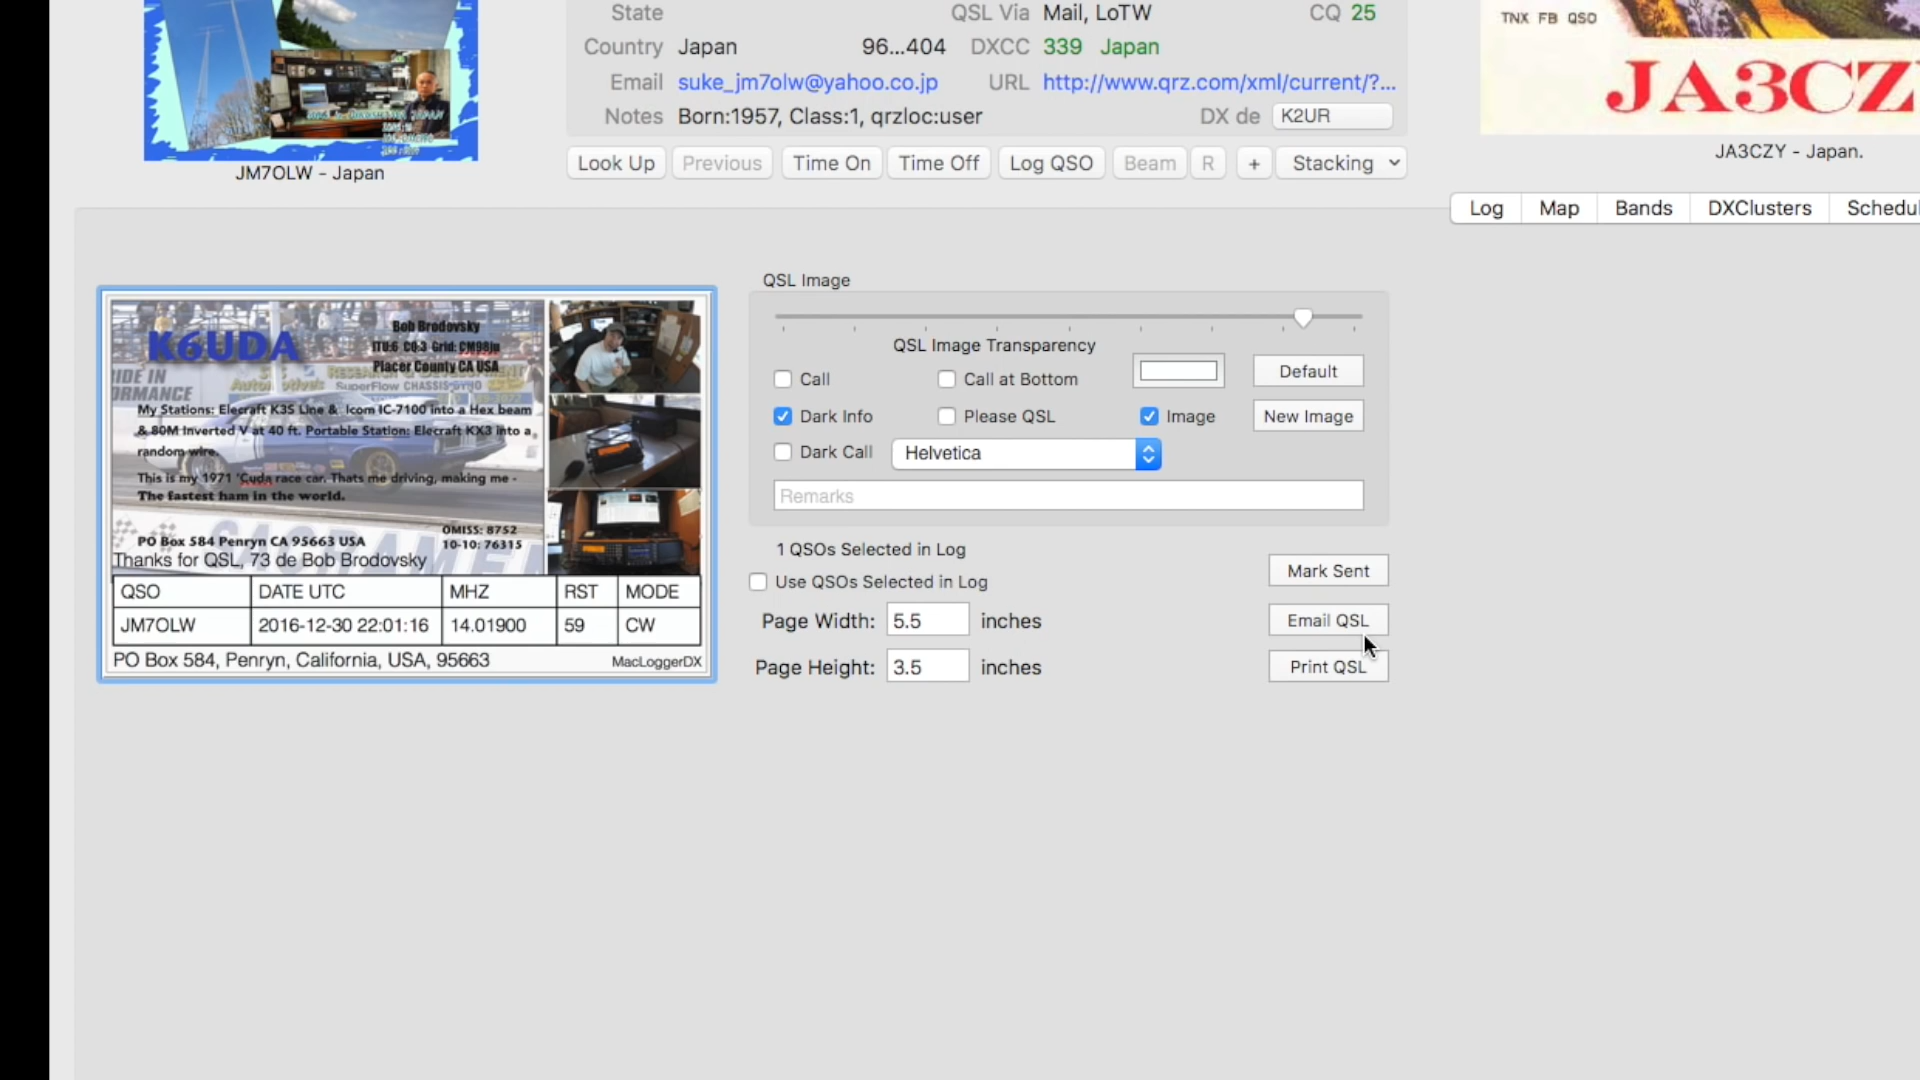 State
QSL Via Mail, LoTW
CQ 25
Country Japan
96...404
DXCC 339 Japan
Email suke_jm7olw@yahoo.co.jp
URL http://www.qrz.com/xml/current/?...
Notes Born:1957, Class:1, qrzloc:user
DX de K2UR
JM7OLW - Japan
Look Up
Previous
Time On
Time Off
Log QSO
Beam
R
+
Stacking
TNX FB QSO
JA3CZ
JA3CZY - Japan.
Log
Map
Bands
DXClusters
Schedul
K6UDA
Bob Brodovsky
ITU:6 CQ:3 Grid: CM98ju
Placer County CA USA
My Stations: Elecraft K3S Line & Icom IC-7100 into a Hex beam
& 80M Inverted V at 40 ft. Portable Station: Elecraft KX3 into a
random wire.
This is my 1971 'Cuda race car. Thats me driving, making me -
The fastest ham in the world.
OMISS: 8752
10-10: 76315
PO Box 584 Penryn CA 95663 USA
Thanks for QSL, 73 de Bob Brodovsky
QSO
DATE UTC
MHZ
RST
MODE
JM7OLW
2016-12-30 22:01:16
14.01900
59
CW
PO Box 584, Penryn, California, USA, 95663
MacLoggerDX
QSL Image
QSL Image Transparency
Call
Call at Bottom
Default
Dark Info
Please QSL
Image
New Image
Dark Call
Helvetica
Remarks
1 QSOs Selected in Log
Use QSOs Selected in Log
Mark Sent
Page Width: 5.5 inches
Email QSL
Page Height: 3.5 inches
Print QSL